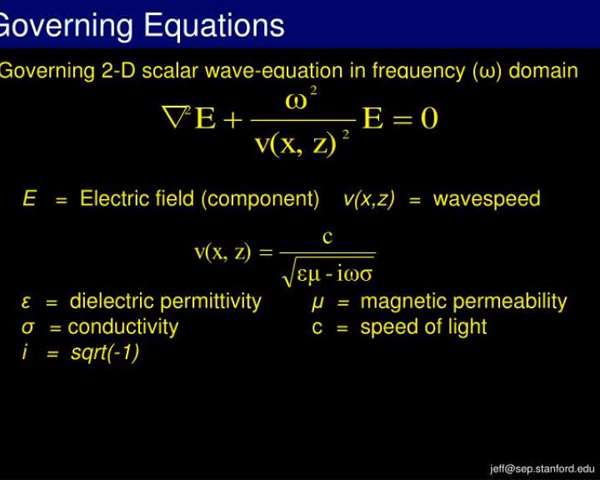 Governing Equations
Governing 2-D scalar wave-equation in frequency (ω) domain
∇²E + ω² / v(x, z)² E = 0
E = Electric field (component) v(x,z) = wavespeed
v(x, z) = c / √εμ - iωσ
ε = dielectric permittivity μ = magnetic permeability
σ = conductivity c = speed of light
i = sqrt(-1)
jeff@sep.stanford.edu